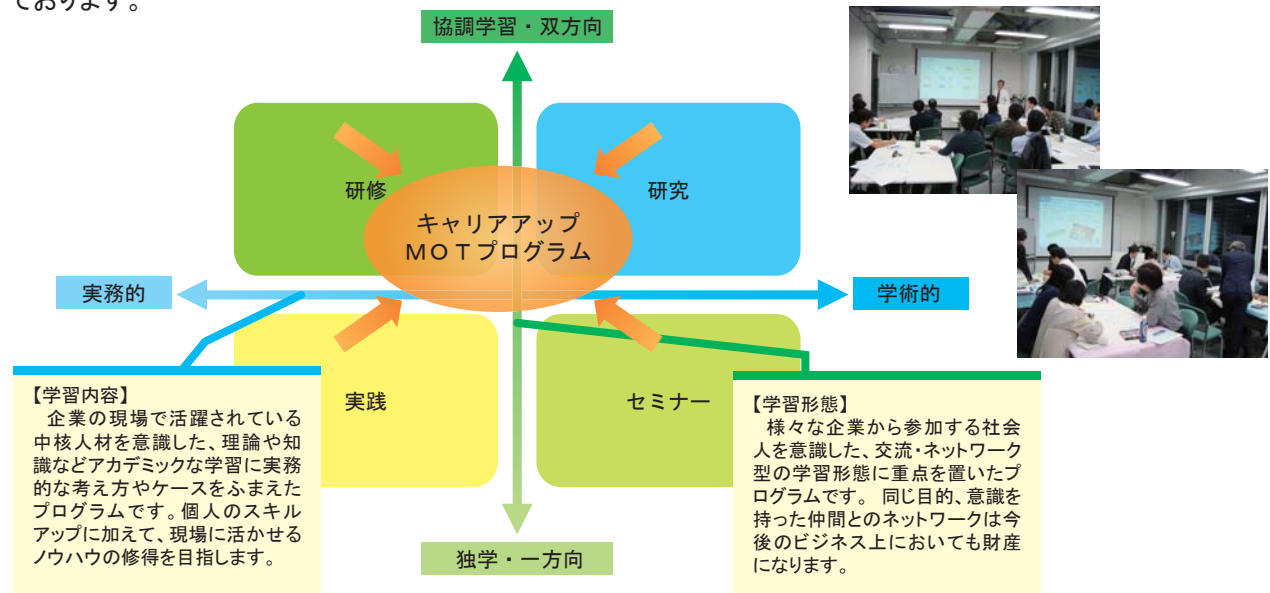 ております。
協調学習・双方向
研修
研究
キャリアアップ
MOTプログラム
実務的
学術的
実践
セミナー
【学習内容】
企業の現場で活躍されている
中核人材を意識した、理論や知
識などアカデミックな学習に実務
的な考え方やケースをふまえた
プログラムです。個人のスキル
アップに加えて、現場に活かせる
ノウハウの修得を目指します。
【学習形態】
様々な企業から参加する社会
人を意識した、交流・ネットワーク
型の学習形態に重点を置いたプ
ログラムです。 同じ目的、意識を
持った仲間とのネットワークは今
後のビジネス上においても財産
になります。
独学・一方向